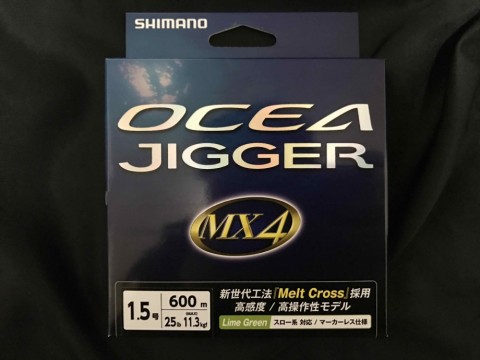 SHIMANO
OCEA
JIGGER
MX4
1.5号
600m
25lb (MAX) 11.3kgf
新世代工法『Melt Cross』採用
高感度 / 高操作性モデル
Lime Green スロー系 対応 / マーカーレス仕様